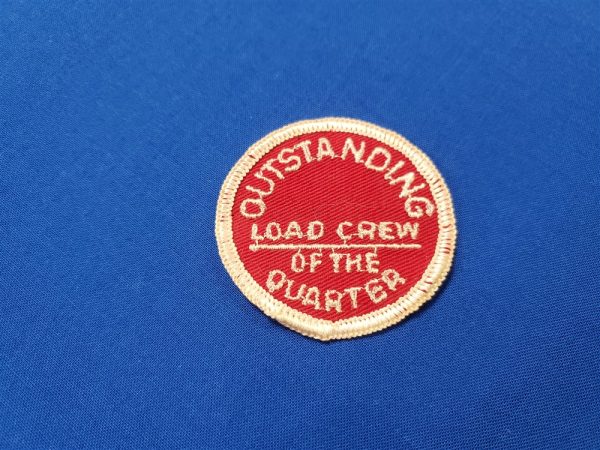 OUTSTANDING
LOAD CREW
OF THE
QUARTER